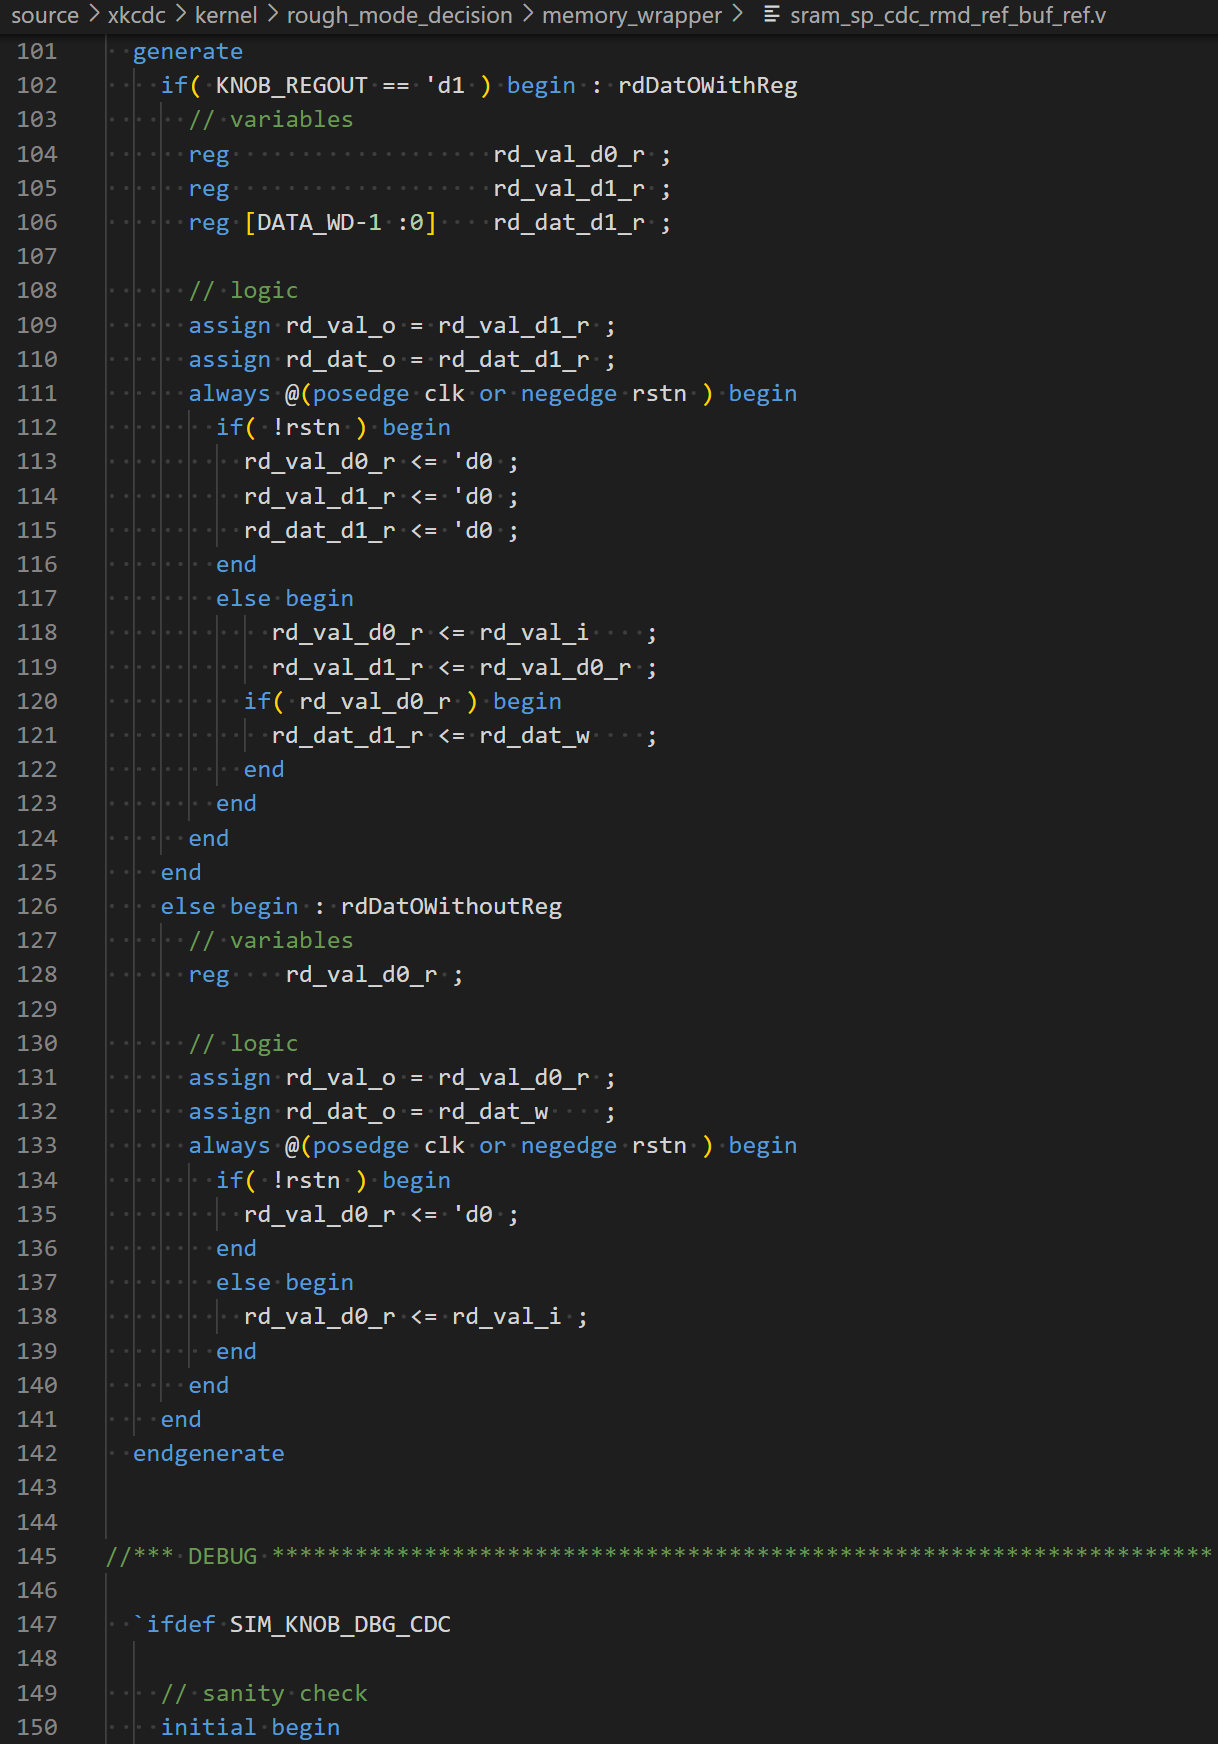 source > xkcdc > kernel > rough_mode_decision > memory_wrapper > sram_sp_cdc_rmd_ref_buf_ref.v
101   generate
102     if( KNOB_REGOUT == 'd1 ) begin : rdDatOWithReg
103       // variables
104       reg                   rd_val_d0_r ;
105       reg                   rd_val_d1_r ;
106       reg [DATA_WD-1 :0]    rd_dat_d1_r ;
107
108       // logic
109       assign rd_val_o = rd_val_d1_r ;
110       assign rd_dat_o = rd_dat_d1_r ;
111       always @(posedge clk or negedge rstn ) begin
112         if( !rstn ) begin
113           rd_val_d0_r <= 'd0 ;
114           rd_val_d1_r <= 'd0 ;
115           rd_dat_d1_r <= 'd0 ;
116         end
117         else begin
118             rd_val_d0_r <= rd_val_i    ;
119             rd_val_d1_r <= rd_val_d0_r ;
120           if( rd_val_d0_r ) begin
121             rd_dat_d1_r <= rd_dat_w    ;
122           end
123         end
124       end
125     end
126     else begin : rdDatOWithoutReg
127       // variables
128       reg    rd_val_d0_r ;
129
130       // logic
131       assign rd_val_o = rd_val_d0_r ;
132       assign rd_dat_o = rd_dat_w    ;
133       always @(posedge clk or negedge rstn ) begin
134         if( !rstn ) begin
135           rd_val_d0_r <= 'd0 ;
136         end
137         else begin
138           rd_val_d0_r <= rd_val_i ;
139         end
140       end
141     end
142   endgenerate
143
144
145 //*** DEBUG ********************************************************************
146
147   `ifdef SIM_KNOB_DBG_CDC
148
149     // sanity check
150     initial begin